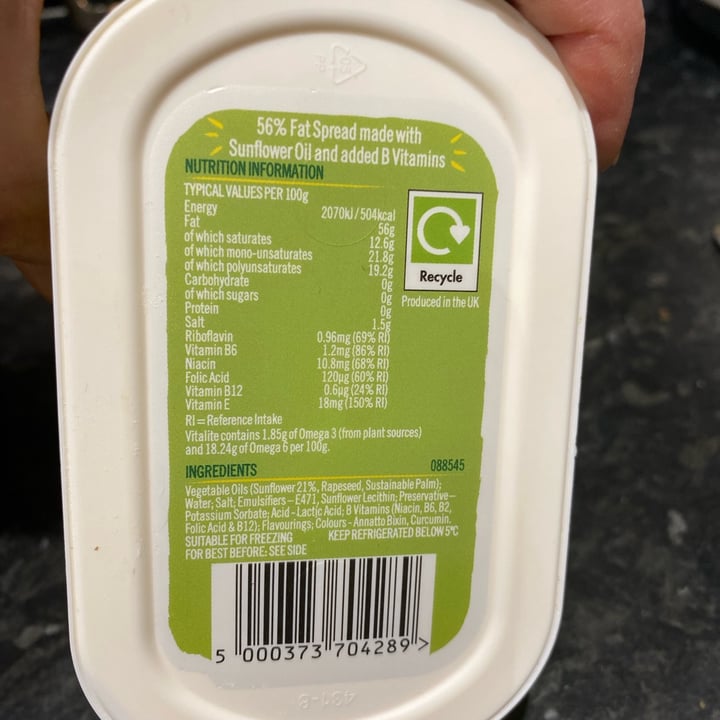 56% Fat Spread made with
Sunflower Oil and added B Vitamins
NUTRITION INFORMATION
TYPICAL VALUES PER 100g
Energy 2070kJ/504kcal
Fat 56g
of which saturates 12.6g
of which mono-unsaturates 21.8g
of which polyunsaturates 19.2g
Carbohydrate 0g
of which sugars 0g
Protein 0g
Salt 1.5g
Riboflavin 0.96mg (69% RI)
Vitamin B6 1.2mg (86% RI)
Niacin 10.8mg (68% RI)
Folic Acid 120µg (60% RI)
Vitamin B12 0.6µg (24% RI)
Vitamin E 18mg (150% RI)
RI=Reference Intake
Vitalite contains 1.85g of Omega 3 (from plant sources)
and 18.24g of Omega 6 per 100g.
Recycle
Produced in the UK
INGREDIENTS 088545
Vegetable Oils (Sunflower 21%, Rapeseed, Sustainable Palm);
Water; Salt; Emulsifiers – E471, Sunflower Lecithin; Preservative –
Potassium Sorbate; Acid - Lactic Acid; B Vitamins (Niacin, B6, B2,
Folic Acid & B12); Flavourings; Colours - Annatto Bixin, Curcumin.
SUITABLE FOR FREEZING KEEP REFRIGERATED BELOW 5°C
FOR BEST BEFORE: SEE SIDE
5 000373 704289 >